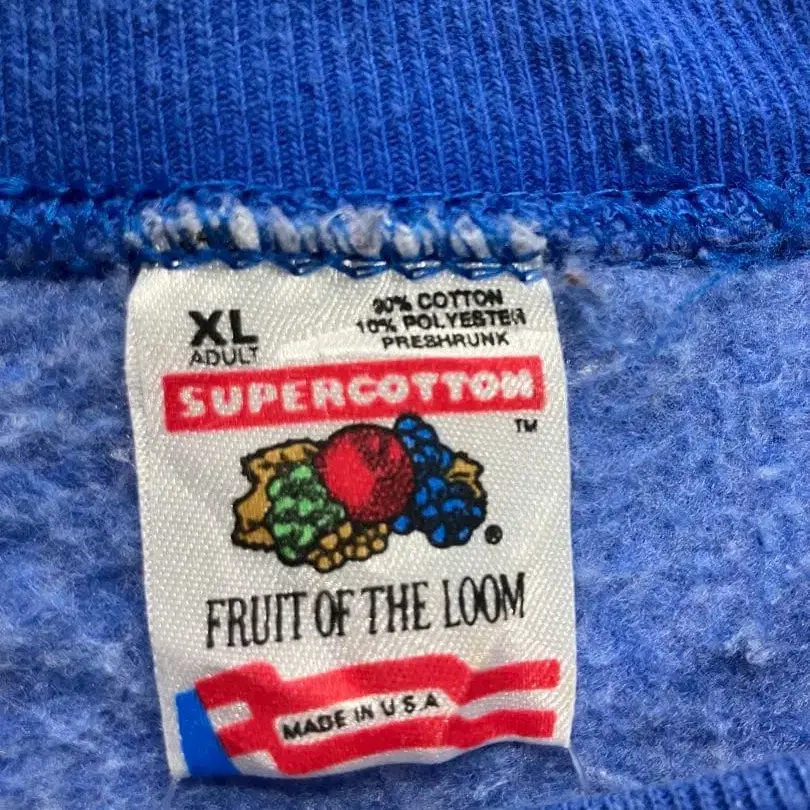 XL
ADULT
90% COTTON
10% POLYESTER
PRESHRUNK
SUPERCOTTON
TM
®
FRUIT OF THE LOOM
MADE IN U S A